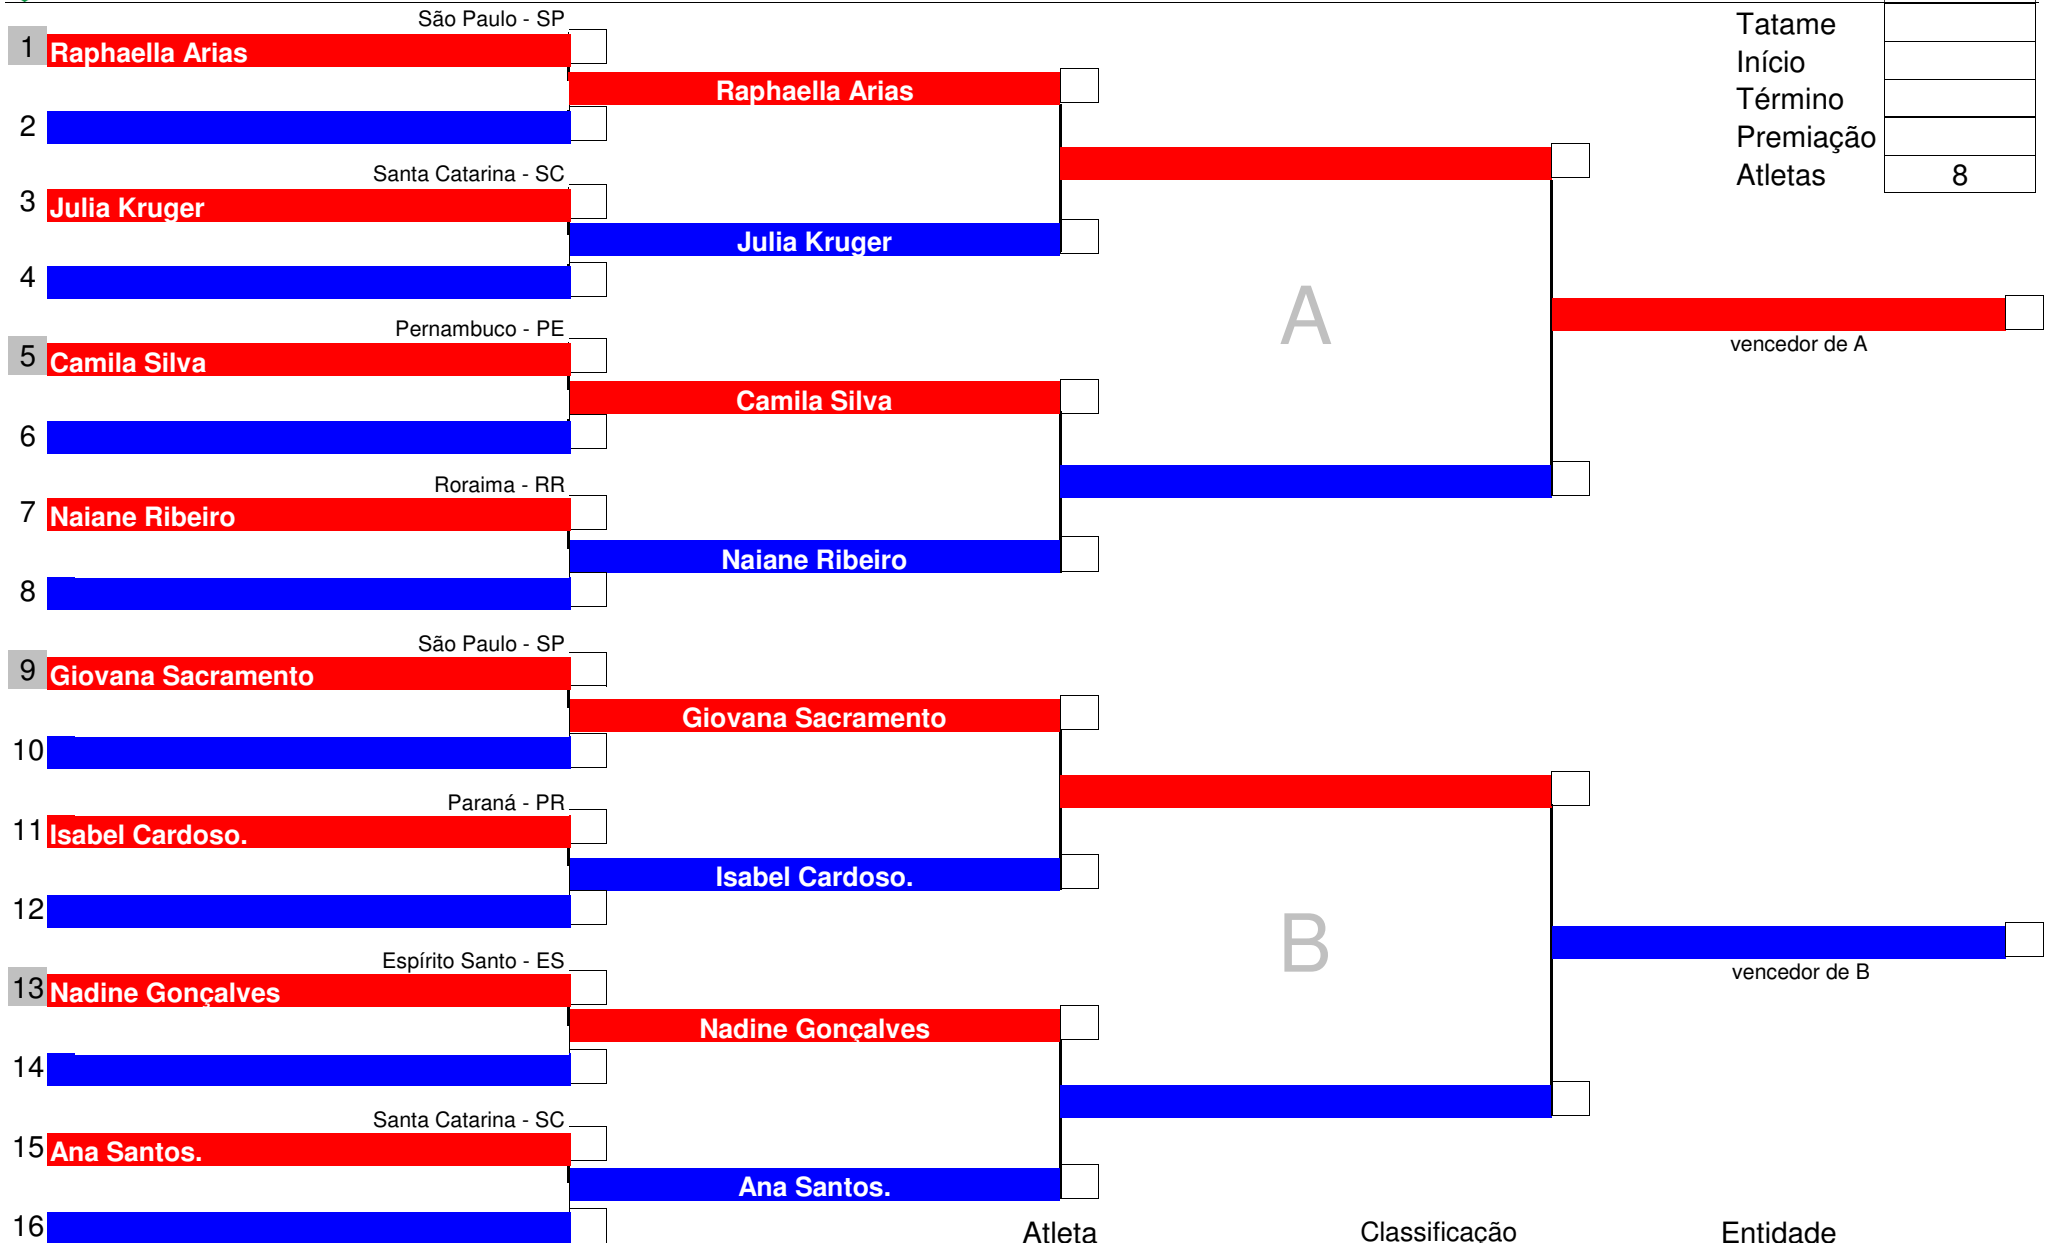 São Paulo - SP
1 Raphaella Arias
Raphaella Arias
2
Santa Catarina - SC
3 Julia Kruger
Julia Kruger
4
Pernambuco - PE
5 Camila Silva
Camila Silva
6
Roraima - RR
7 Naiane Ribeiro
Naiane Ribeiro
8
São Paulo - SP
9 Giovana Sacramento
Giovana Sacramento
10
Paraná - PR
11 Isabel Cardoso.
Isabel Cardoso.
12
Espírito Santo - ES
13 Nadine Gonçalves
Nadine Gonçalves
14
Santa Catarina - SC
15 Ana Santos.
Ana Santos.
16
A
B
vencedor de A
vencedor de B
Tatame
Início
Término
Premiação
Atletas 8
Atleta Classificação Entidade